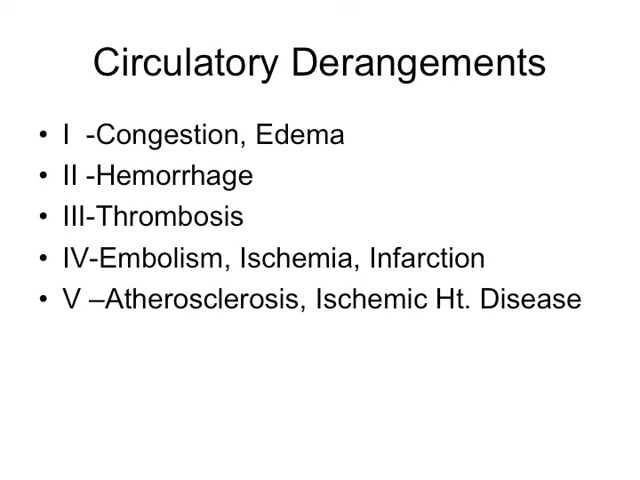 Circulatory Derangements
• I  -Congestion, Edema
• II -Hemorrhage
• III-Thrombosis
• IV-Embolism, Ischemia, Infarction
• V –Atherosclerosis, Ischemic Ht. Disease